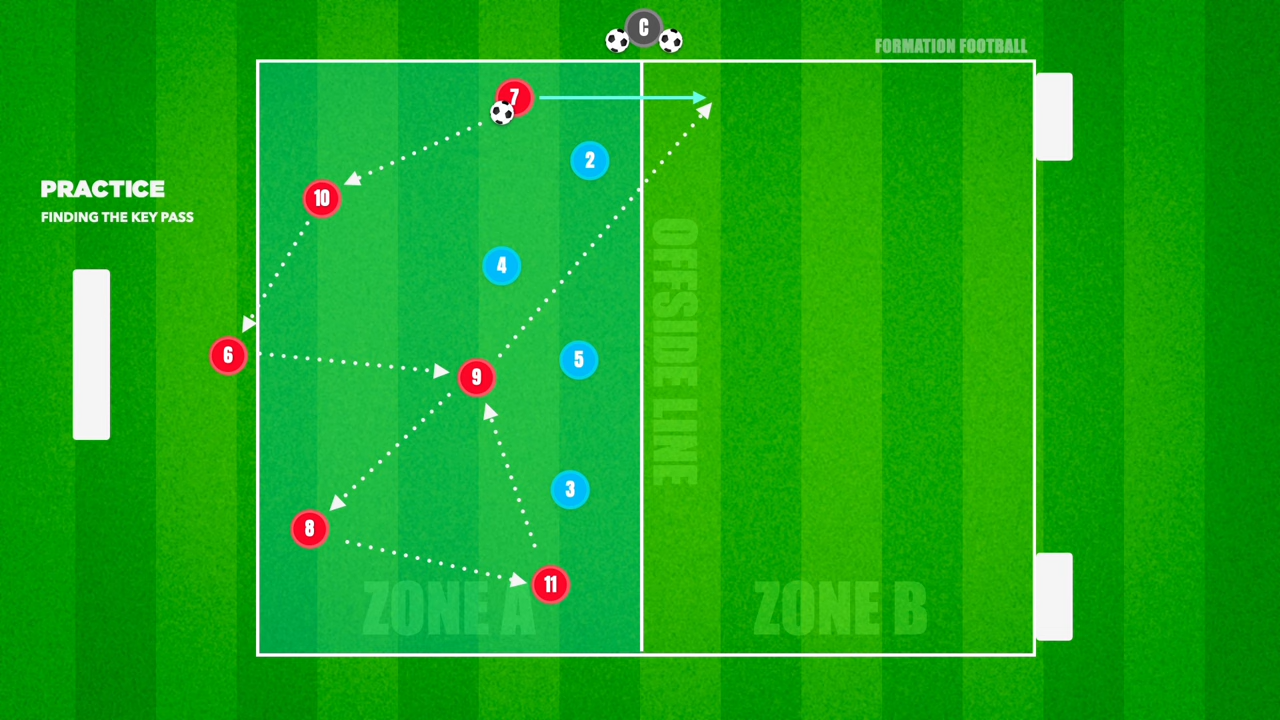 C
FORMATION FOOTBALL
7
2
PRACTICE
10
FINDING THE KEY PASS
4
OFFSIDE LINE
6
5
9
3
8
11
ZONE A
ZONE B